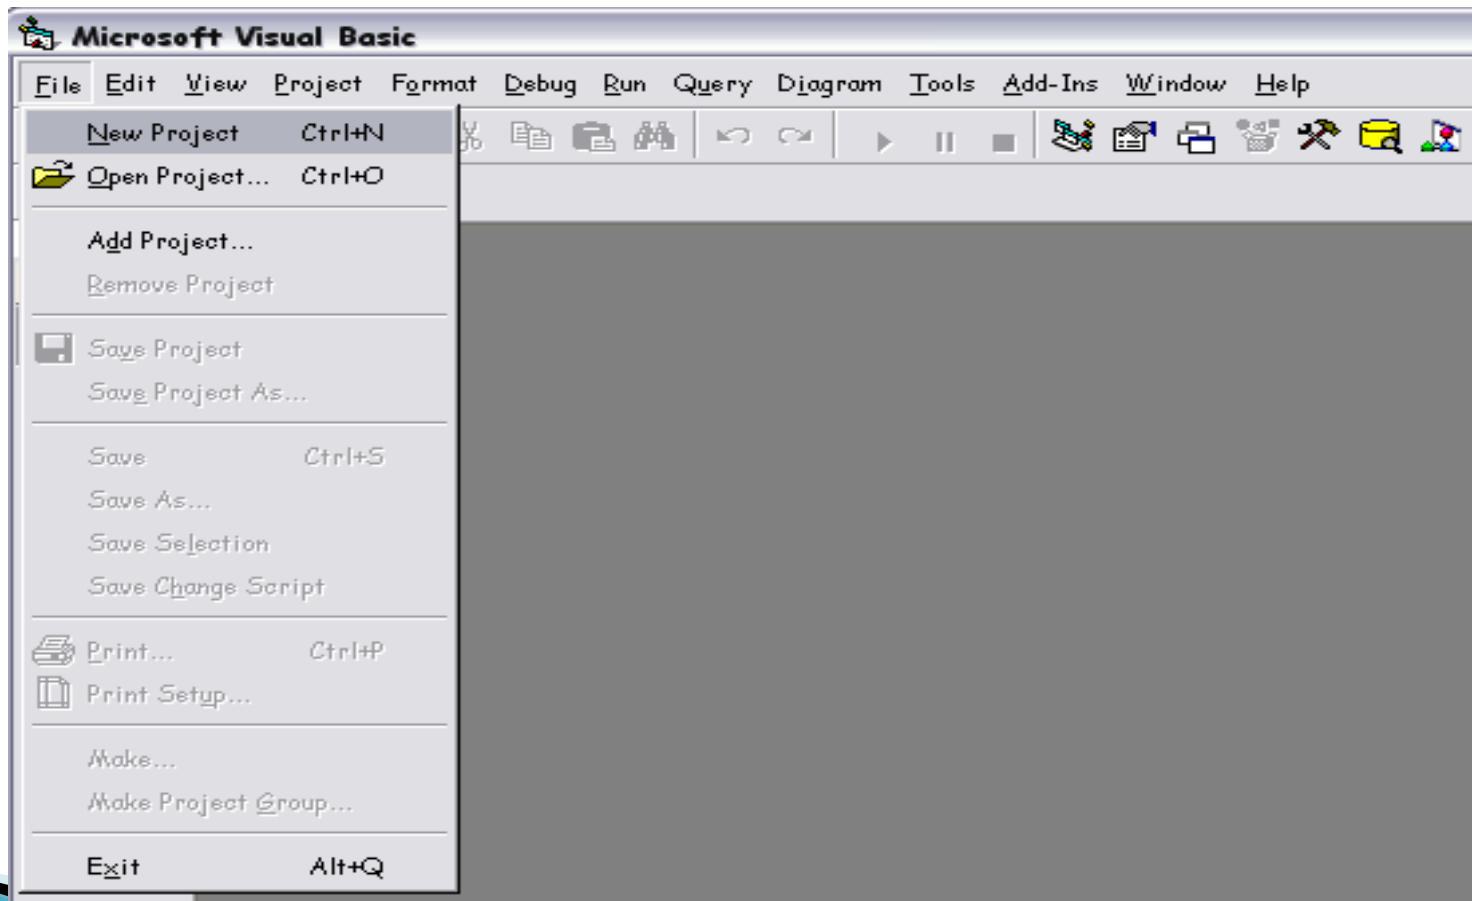 Microsoft Visual Basic
File Edit View Project Format Debug Run Query Diagram Tools Add-Ins Window Help
New Project Ctrl+N
Open Project... Ctrl+O
Add Project...
Remove Project
Save Project
Save Project As...
Save Ctrl+S
Save As...
Save Selection
Save Change Script
Print... Ctrl+P
Print Setup...
Make...
Make Project Group...
Exit Alt+Q